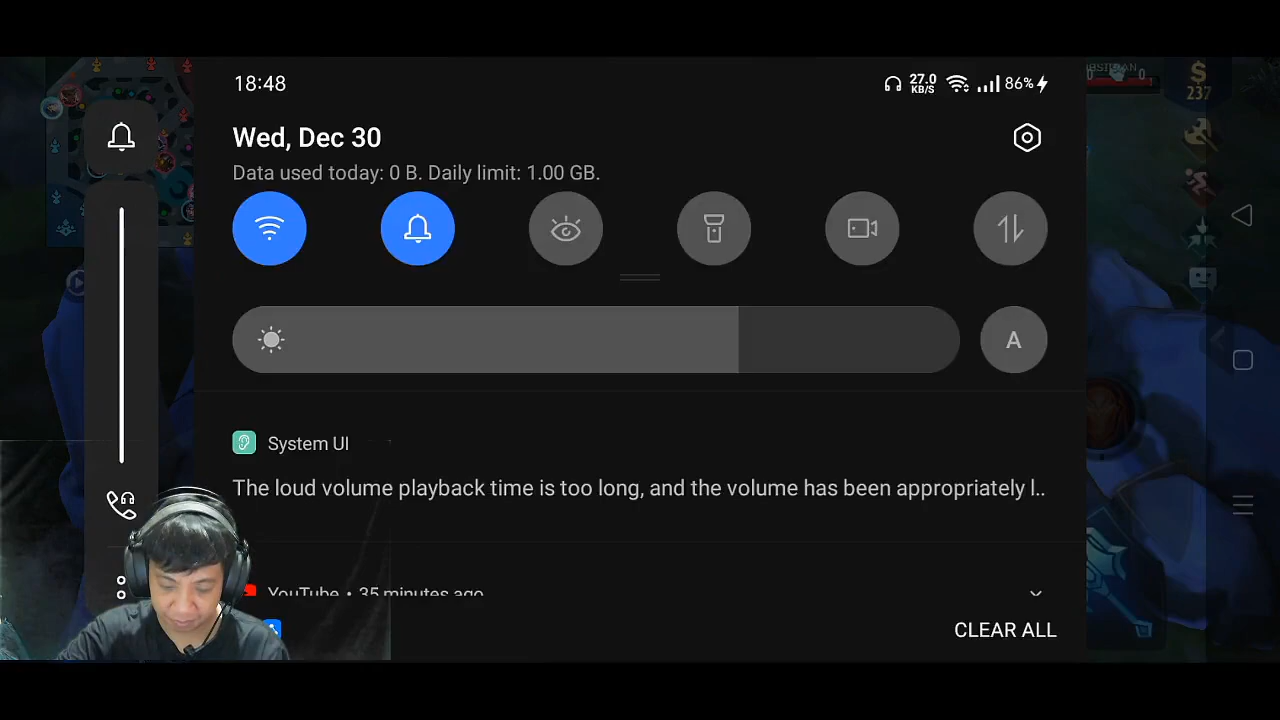 18:48
27.0
KB/S
86%
Wed, Dec 30
Data used today: 0 B. Daily limit: 1.00 GB.
A
System UI
The loud volume playback time is too long, and the volume has been appropriately l..
YouTube • 35 minutes ago
CLEAR ALL
$
237